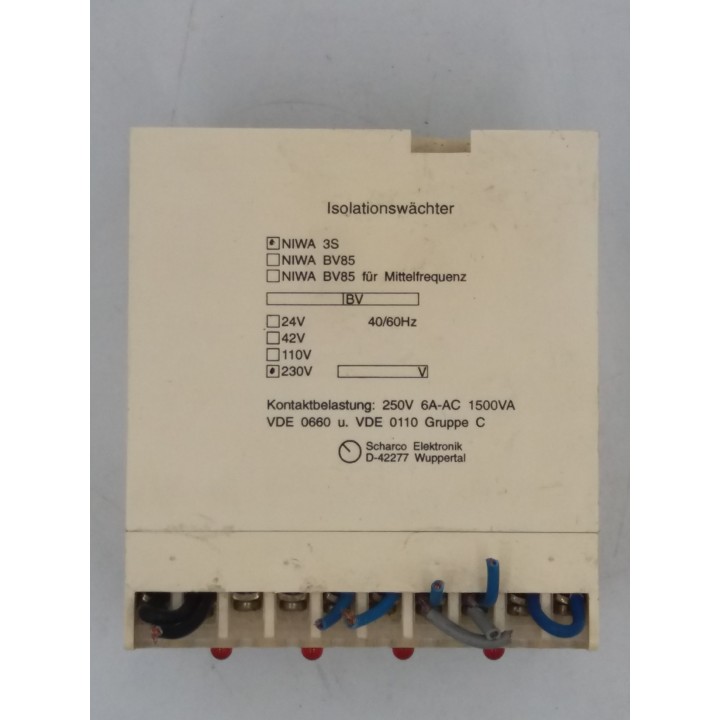 Isolationswächter
NIWA 3S
NIWA BV85
NIWA BV85 für Mittelfrequenz
BV
24V 40/60Hz
42V
110V
230V V
Kontaktbelastung: 250V 6A-AC 1500VA
VDE 0660 u. VDE 0110 Gruppe C
Scharco Elektronik
D-42277 Wuppertal